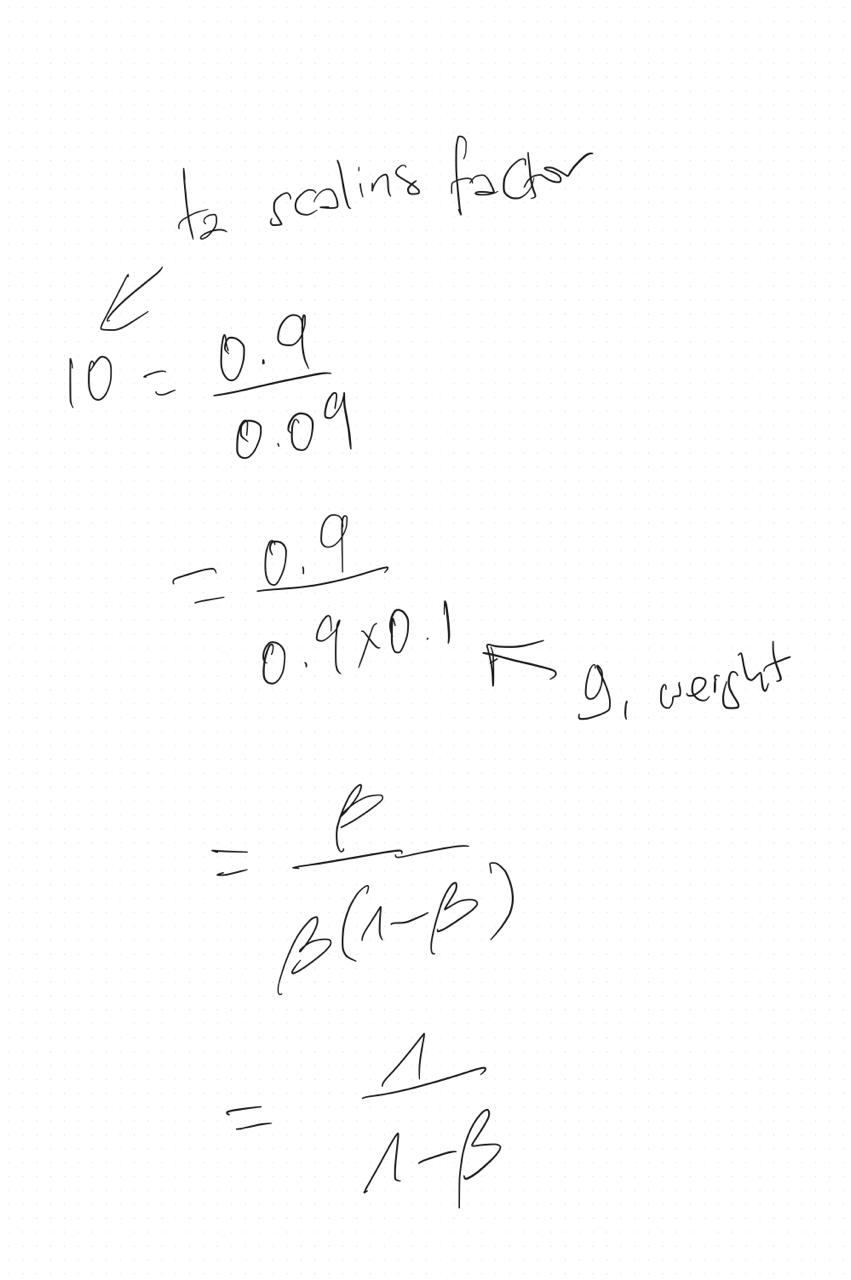 t₂ scaling factor
10 = 0.9 / 0.09
= 0.9 / 0.9×0.1
g₁ weight
= β / β(1-β)
= 1 / 1-β